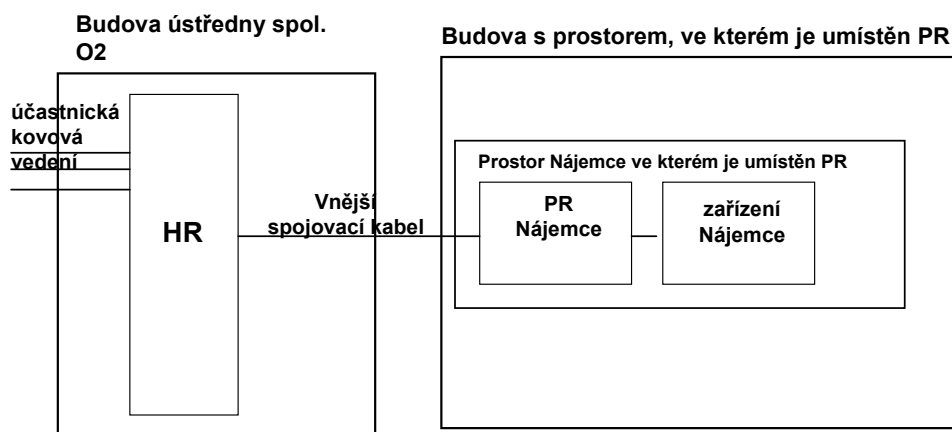 Budova ústředny spol.
O2
Budova s prostorem, ve kterém je umístěn PR
účastnická
kovová
vedení
HR
Vnější
spojovací kabel
Prostor Nájemce ve kterém je umístěn PR
PR
Nájemce
zařízení
Nájemce